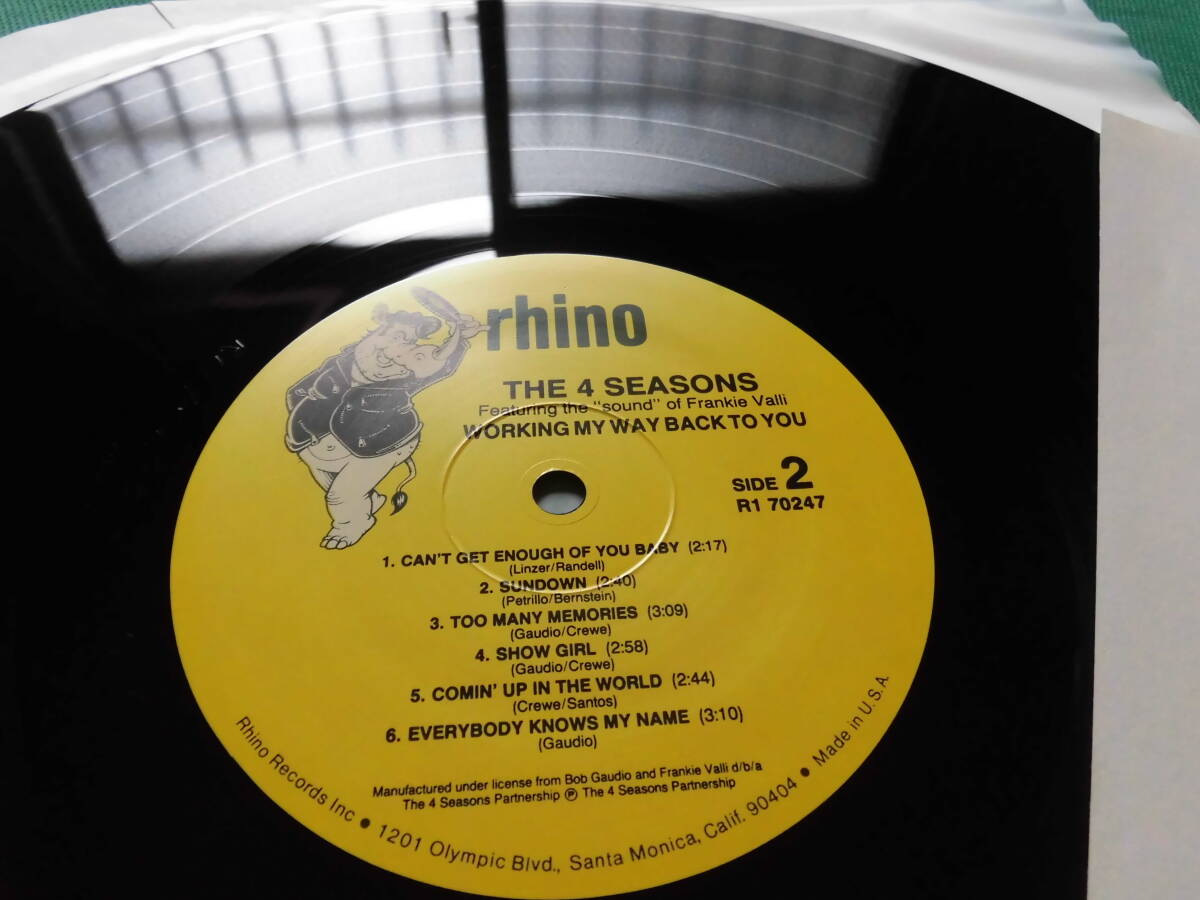 rhino
THE 4 SEASONS
Featuring the "sound" of Frankie Valli
WORKING MY WAY BACK TO YOU
SIDE 2
R1 70247
1. CAN'T GET ENOUGH OF YOU BABY (2:17)
(Linzer/Randell)
2. SUNDOWN (2:40)
(Petrillo/Bernstein)
3. TOO MANY MEMORIES (3:09)
(Gaudio/Crewe)
4. SHOW GIRL (2:58)
(Gaudio/Crewe)
5. COMIN' UP IN THE WORLD (2:44)
(Crewe/Santos)
6. EVERYBODY KNOWS MY NAME (3:10)
(Gaudio)
Manufactured under license from Bob Gaudio and Frankie Valli d/b/a
The 4 Seasons Partnership ℗ The 4 Seasons Partnership
Rhino Records Inc • 1201 Olympic Blvd., Santa Monica, Calif. 90404 • Made in U.S.A.